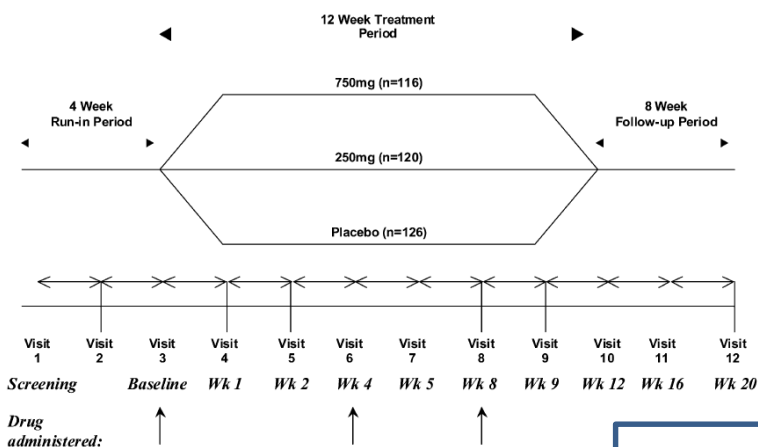 12 Week Treatment
Period
750mg (n=116)
4 Week
Run-in Period
8 Week
Follow-up Period
250mg (n=120)
Placebo (n=126)
Visit Visit Visit Visit Visit Visit Visit Visit Visit Visit Visit Visit
1 2 3 4 5 6 7 8 9 10 11 12
Screening Baseline Wk 1 Wk 2 Wk 4 Wk 5 Wk 8 Wk 9 Wk 12 Wk 16 Wk 20
Drug
administered: